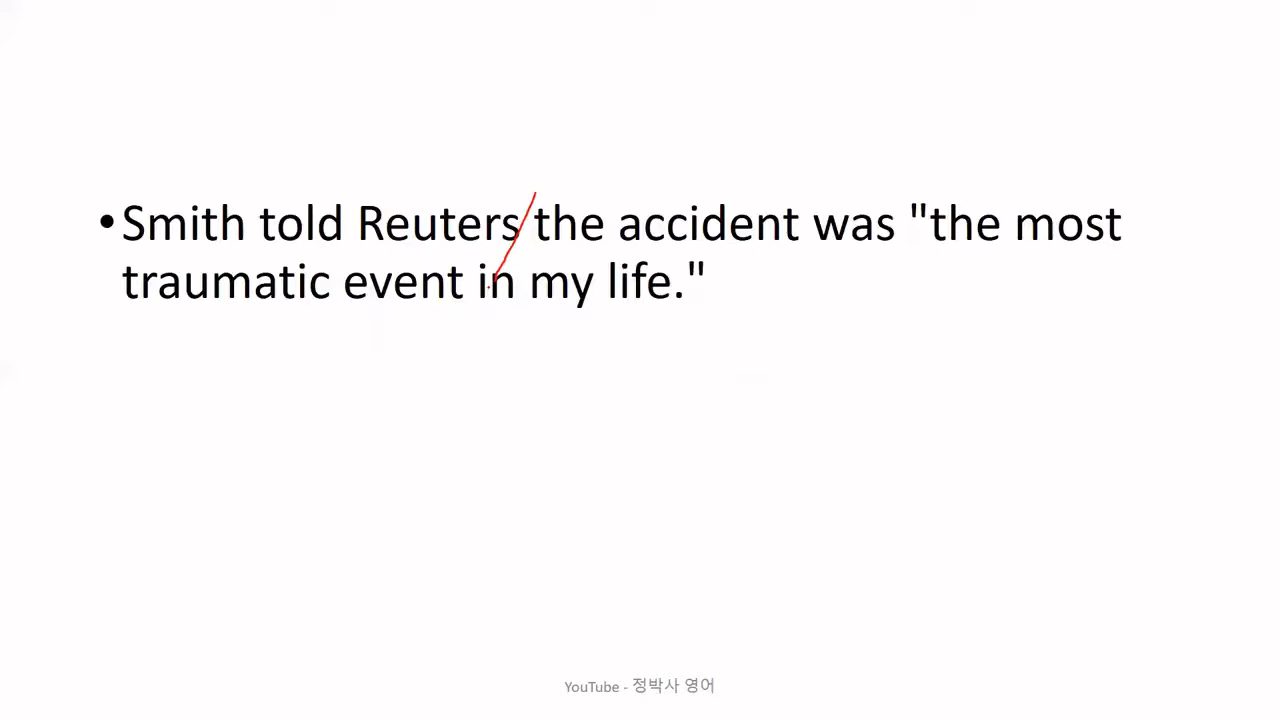 •Smith told Reuters the accident was "the most
traumatic event in my life."
YouTube - 정박사 영어